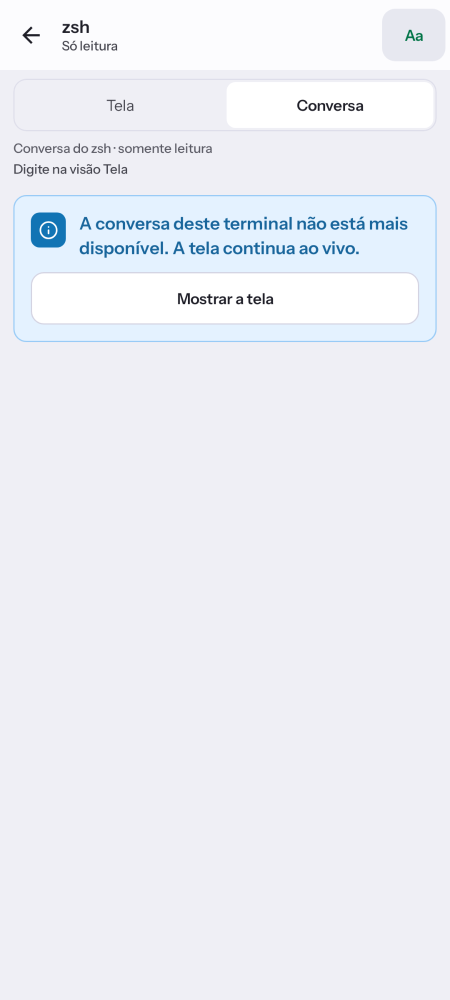 zsh
Só leitura
Aa
Tela
Conversa
Conversa do zsh · somente leitura
Digite na visão Tela
A conversa deste terminal não está mais
disponível. A tela continua ao vivo.
Mostrar a tela